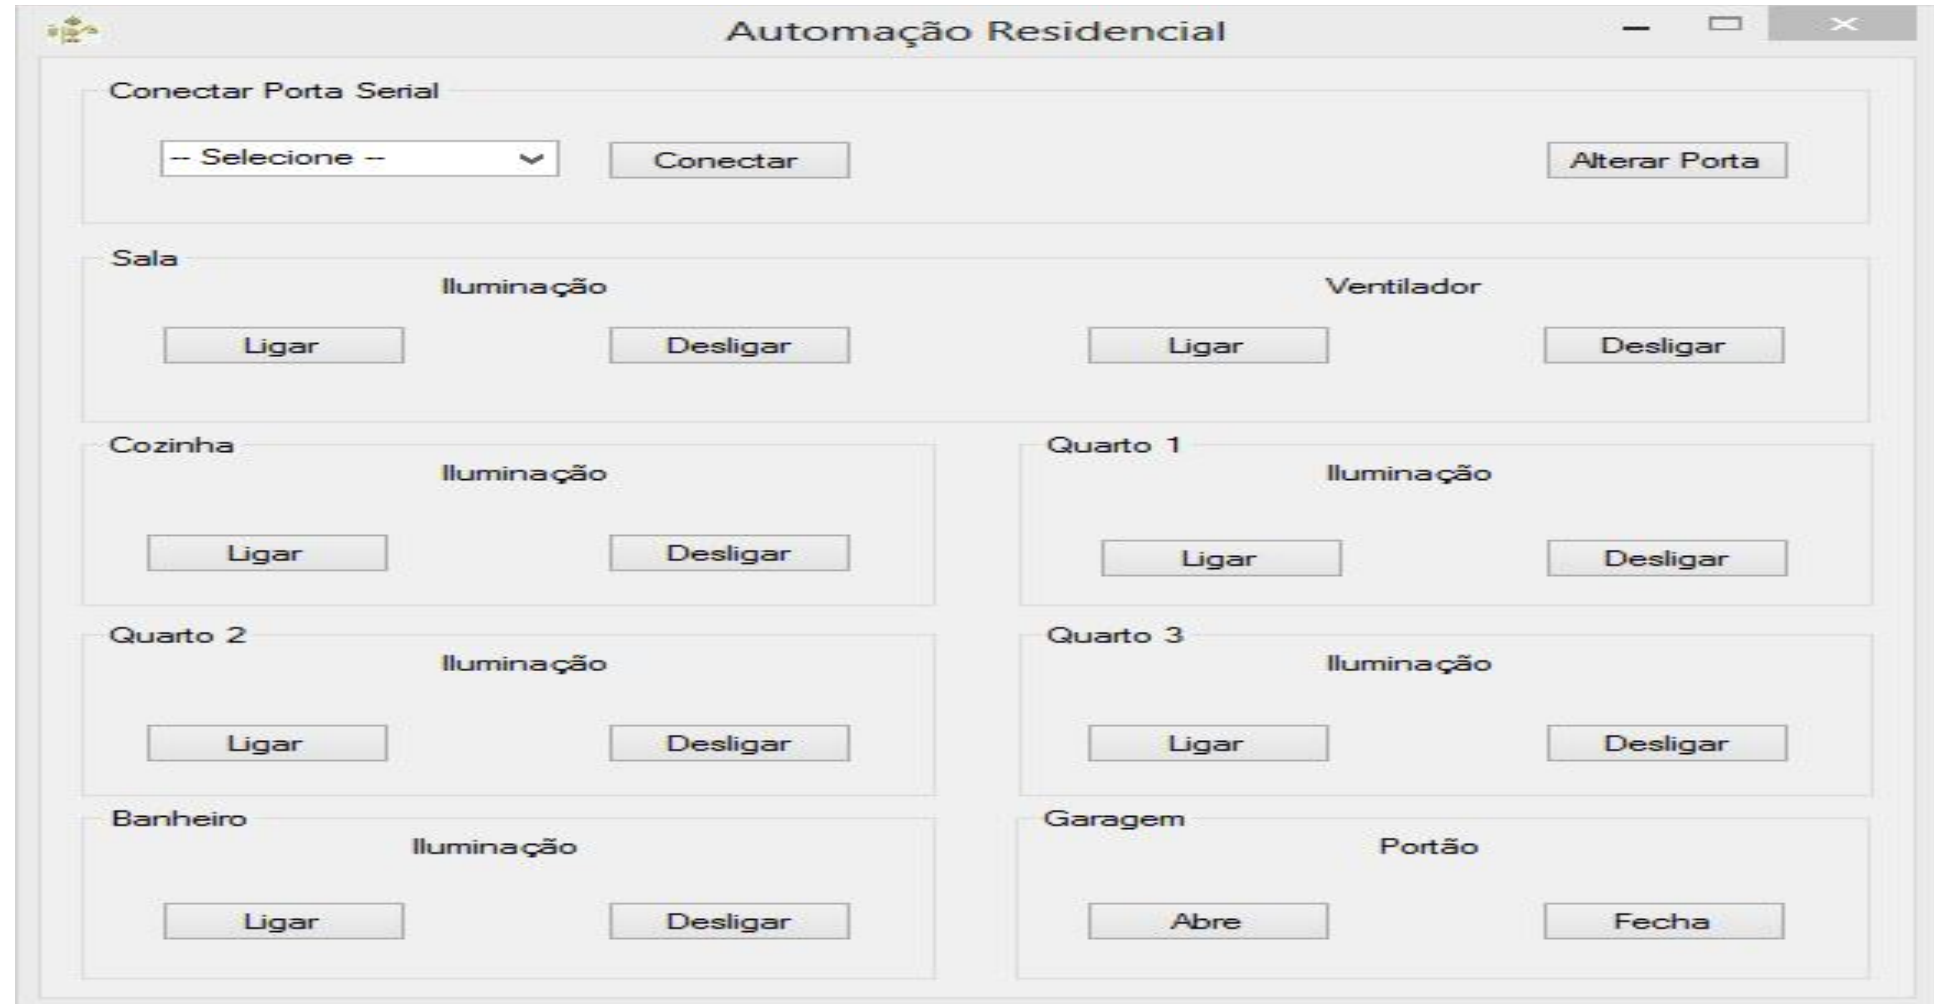 Automação Residencial
Conectar Porta Serial
-- Selecione --
Conectar
Alterar Porta
Sala
Iluminação
Ventilador
Ligar
Desligar
Ligar
Desligar
Cozinha
Iluminação
Ligar
Desligar
Quarto 1
Iluminação
Ligar
Desligar
Quarto 2
Iluminação
Ligar
Desligar
Quarto 3
Iluminação
Ligar
Desligar
Banheiro
Iluminação
Ligar
Desligar
Garagem
Portão
Abre
Fecha